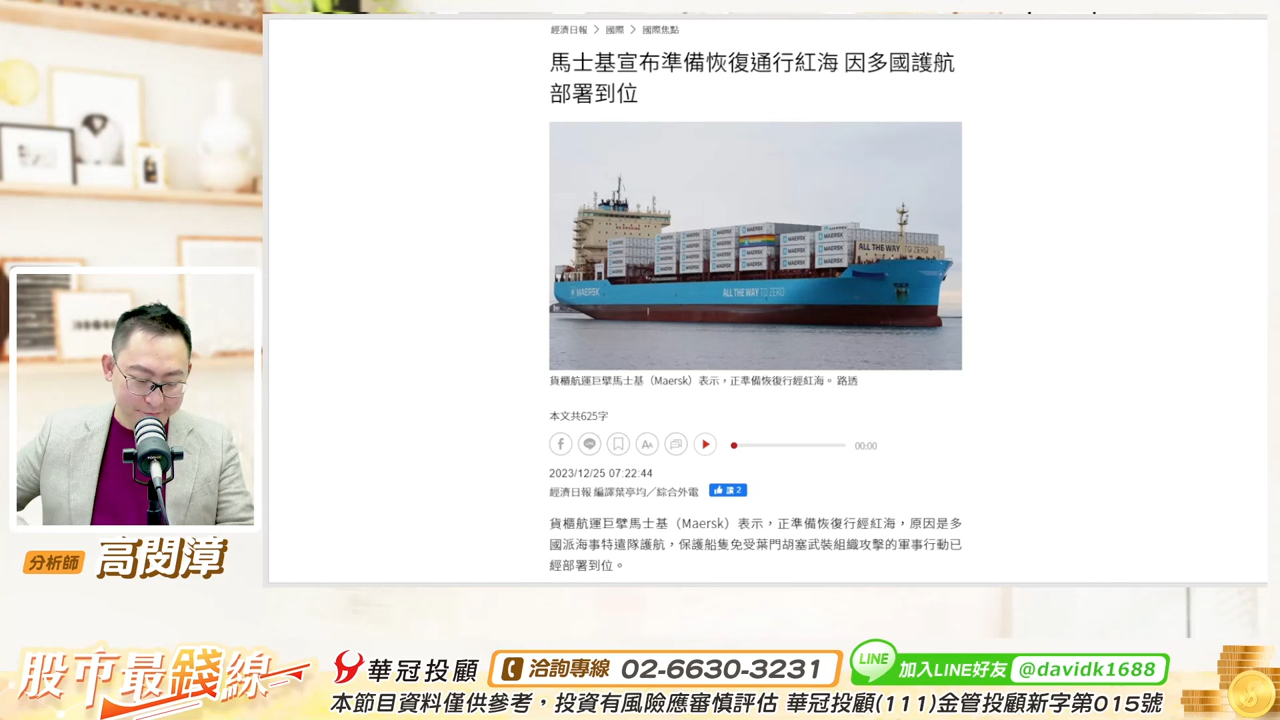 經濟日報 > 國際 > 國際焦點
馬士基宣布準備恢復通行紅海 因多國護航
部署到位
MAERSK
ALL THE WAY TO ZERO
ALL THE WAY TO ZERO
貨櫃航運巨擘馬士基（Maersk）表示，正準備恢復行經紅海。 路透
本文共625字
00:00
2023/12/25 07:22:44
經濟日報 編譯葉亭均／綜合外電
讚 2
貨櫃航運巨擘馬士基（Maersk）表示，正準備恢復行經紅海，原因是多
國派海事特遣隊護航，保護船隻免受葉門胡塞武裝組織攻擊的軍事行動已
經部署到位。
分析師 高閔漳
股市最錢線
華冠投顧
洽詢專線 02-6630-3231
LINE 加入LINE好友 @davidk1688
本節目資料僅供參考，投資有風險應審慎評估 華冠投顧(111)金管投顧新字第015號